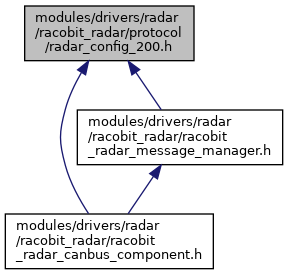 modules/drivers/radar
/racobit_radar/protocol
/radar_config_200.h
modules/drivers/radar
/racobit_radar/racobit
_radar_message_manager.h
modules/drivers/radar
/racobit_radar/racobit
_radar_canbus_component.h